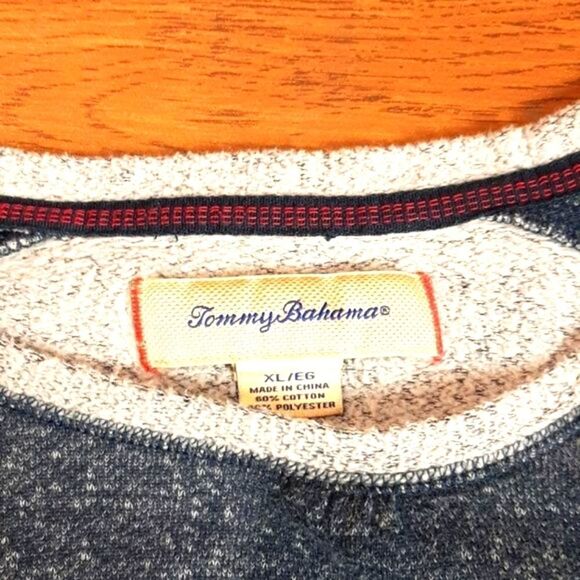 Tommy Bahama®
XL/EG
MADE IN CHINA
60% COTTON
POLYESTER